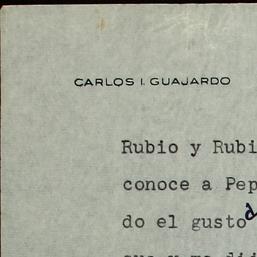 CARLOS I. GUAJARDO
Rubio y Rubi
conoce a Pep
do el gusto d